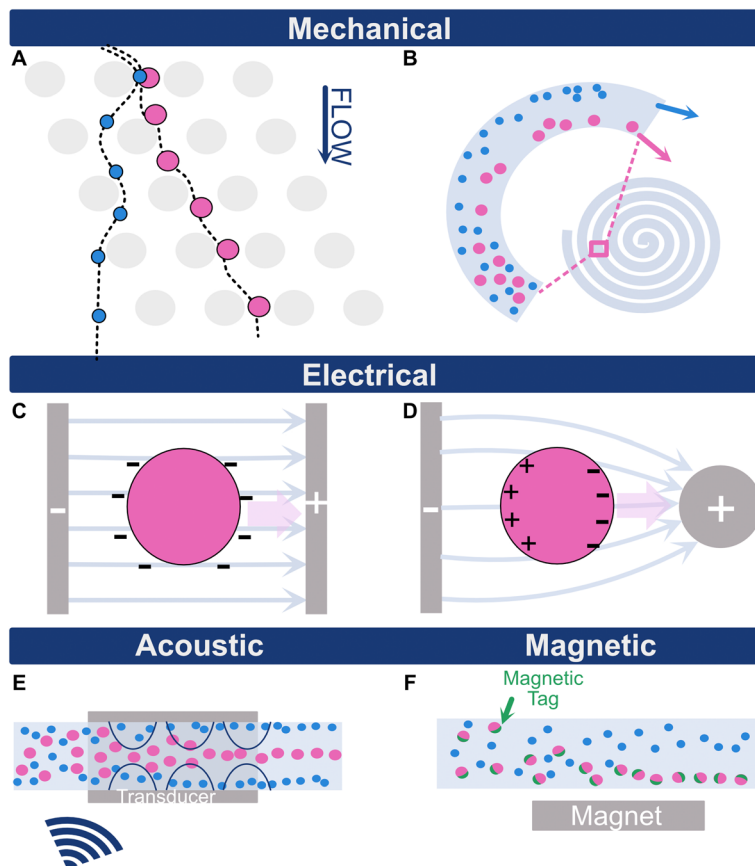 Mechanical
A
B
FLOW
Electrical
C
D
- +
- +
Acoustic
Magnetic
E
F
Magnetic
Tag
Transducer
Magnet